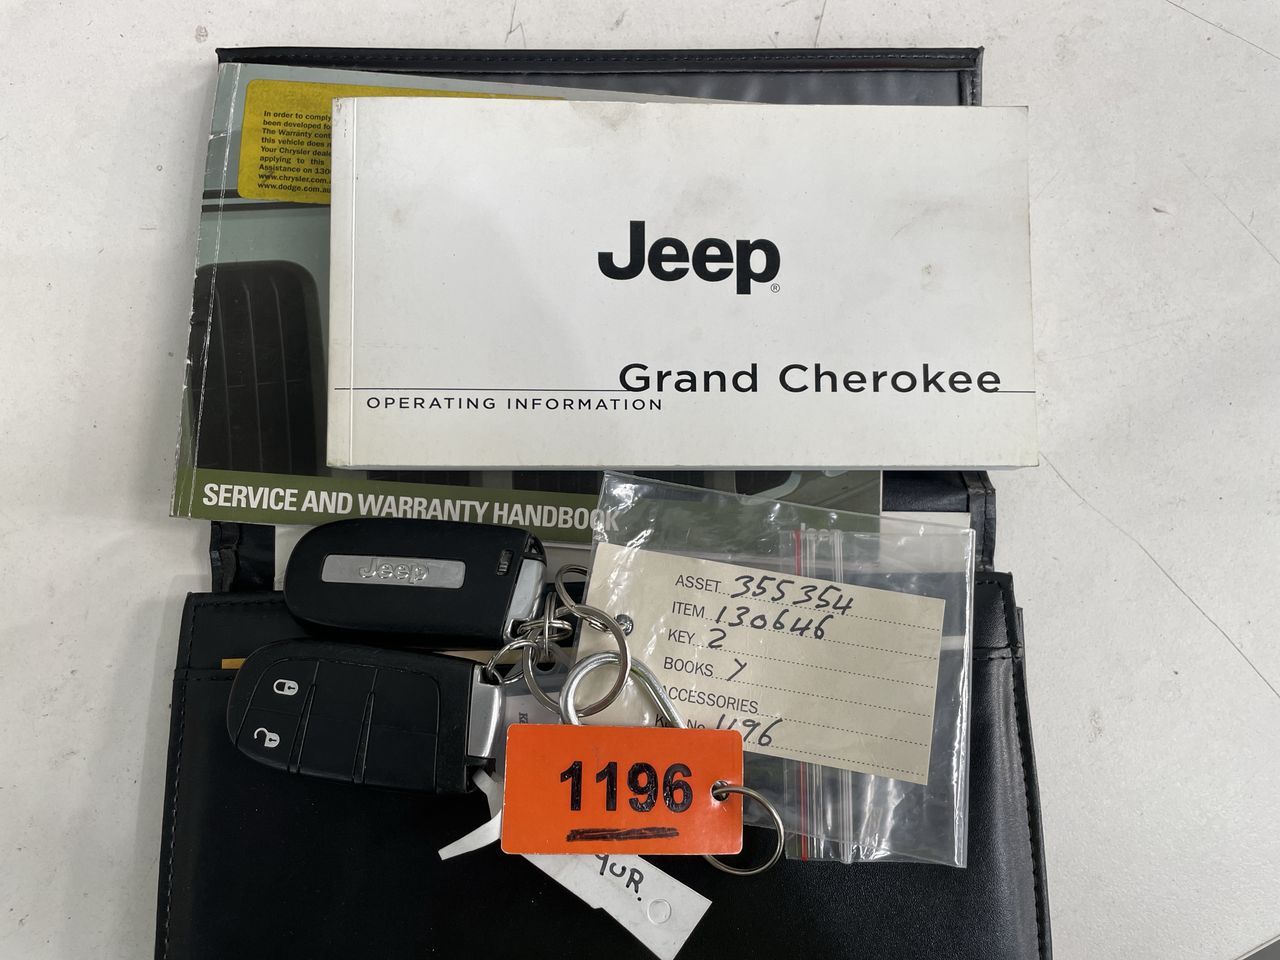 In order to comply
been developed fo
The Warranty cont
this vehicle does n
Your Chrysler deale
applying to this
Assistance on 130
www.chrysler.com.
www.dodge.com.au
Jeep®
Grand Cherokee
OPERATING INFORMATION
SERVICE AND WARRANTY HANDBOOK
Jeep
ASSET 355354
ITEM 130646
KEY 2
BOOKS Y
ACCESSORIES
No. 1196
1196
9UR.